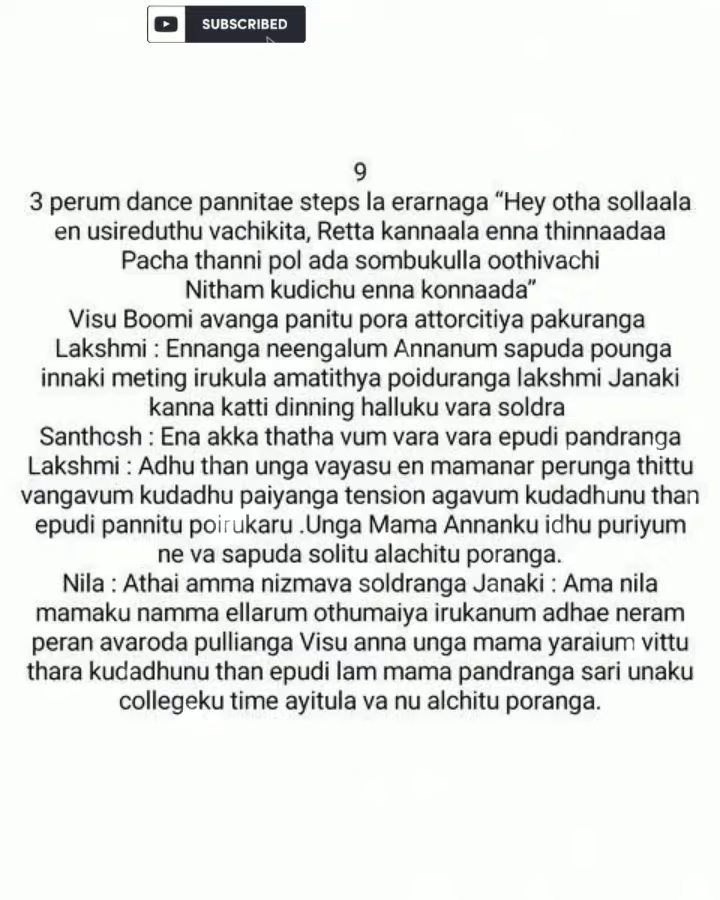 SUBSCRIBED
9
3 perum dance pannitae steps la erarnaga “Hey otha sollaala
en usireduthu vachikita, Retta kannaala enna thinnaadaa
Pacha thanni pol ada sombukulla oothivachi
Nitham kudichu enna konnaada”
Visu Boomi avanga panitu pora attorcitiya pakuranga
Lakshmi : Ennanga neengalum Annanum sapuda pounga
innaki meting irukula amatithya poiduranga lakshmi Janaki
kanna katti dinning halluku vara soldra
Santhosh : Ena akka thatha vum vara vara epudi pandranga
Lakshmi : Adhu than unga vayasu en mamanar perunga thittu
vangavum kudadhu paiyanga tension agavum kudadhunu than
epudi pannitu poirukaru .Unga Mama Annanku idhu puriyum
ne va sapuda solitu alachitu poranga.
Nila : Athai amma nizmava soldranga Janaki : Ama nila
mamaku namma ellarum othumaiya irukanum adhae neram
peran avaroda pullianga Visu anna unga mama yaraium vittu
thara kudadhunu than epudi lam mama pandranga sari unaku
collegeku time ayitula va nu alchitu poranga.